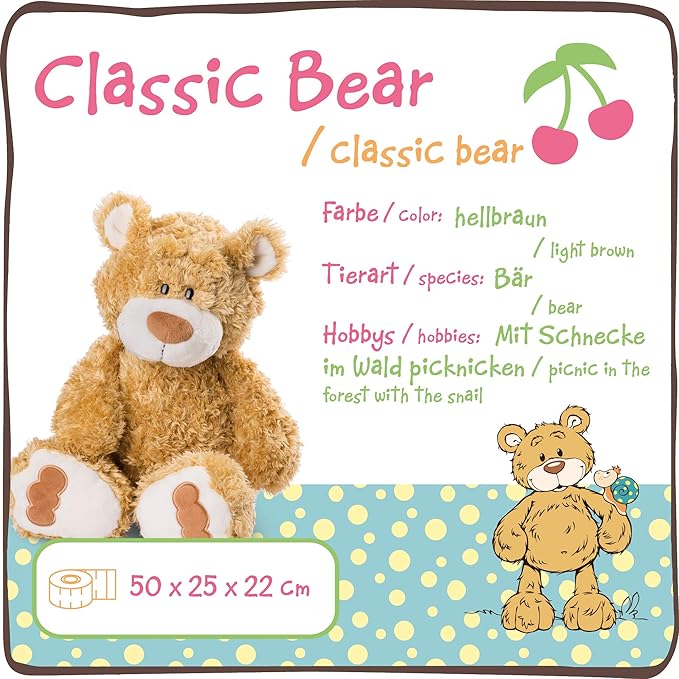 Classic Bear
/ classic bear
Farbe / color: hellbraun
/ light brown
Tierart / species: Bär
/ bear
Hobbys / hobbies: Mit Schnecke
im Wald picknicken / picnic in the
forest with the snail
50 x 25 x 22 cm